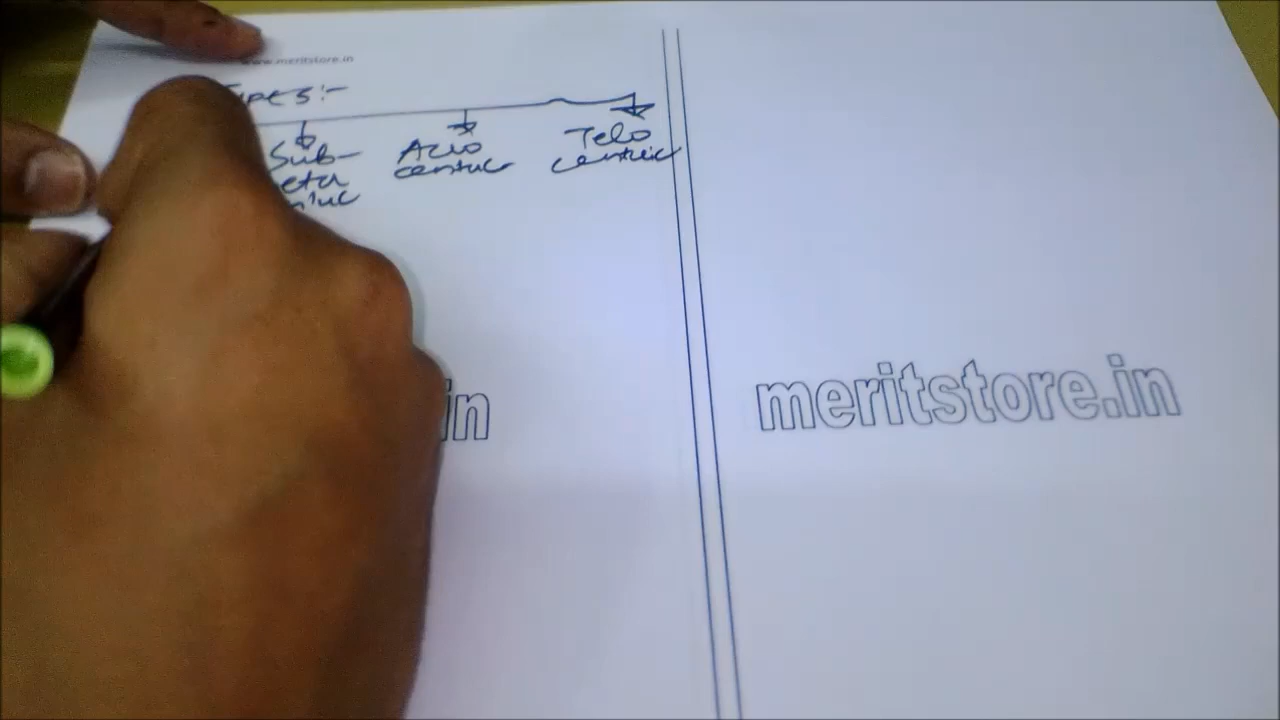 www.meritstore.in
Types:-
Sub- Acro Telo
centric centric
meritstore.in
in